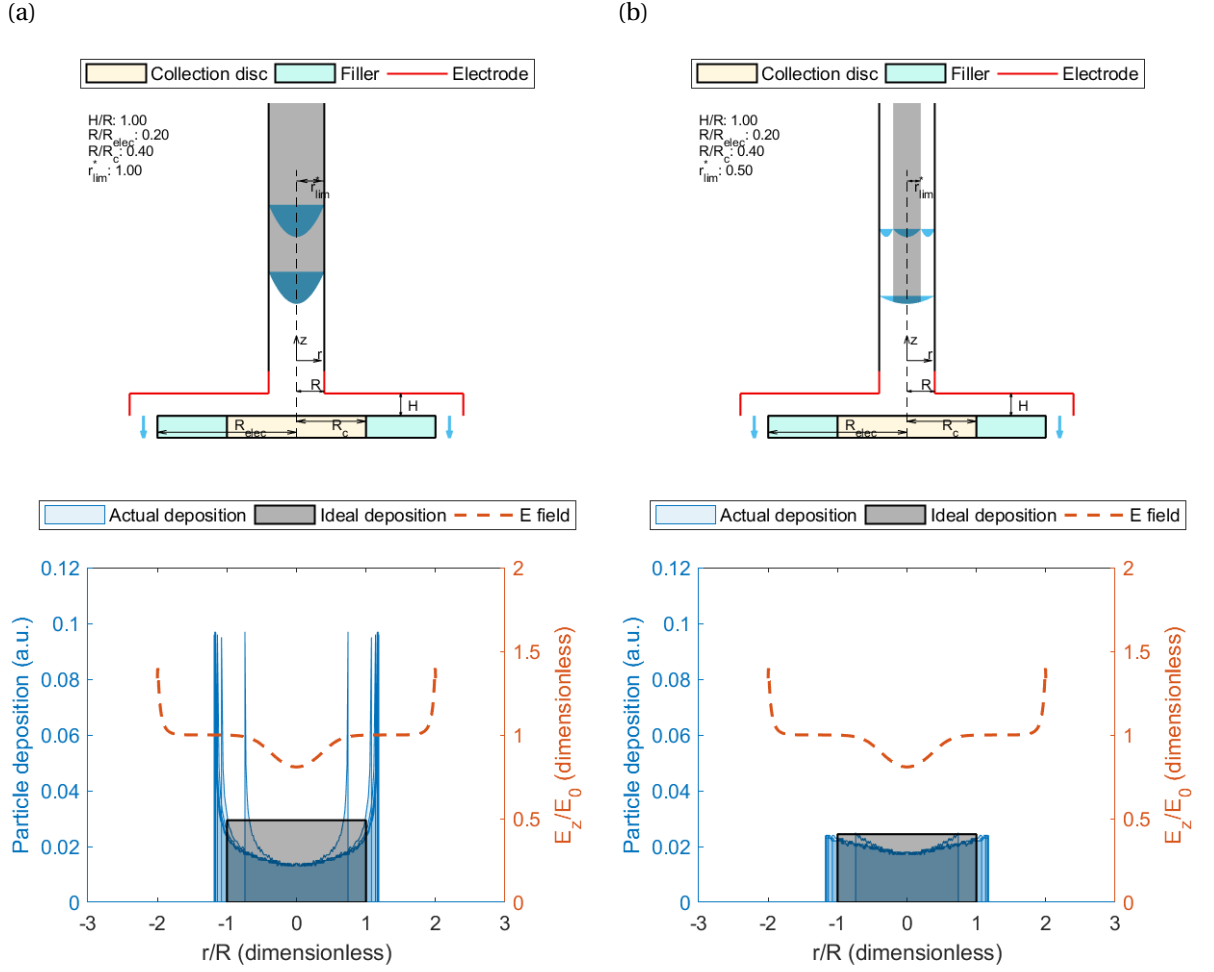 (a)
(b)
Collection disc Filler Electrode
H/R: 1.00
R/R_elec: 0.20
R/R_c: 0.40
r*_lim: 1.00
r*_lim
z
r
R
H
R_elec
R_c
Collection disc Filler Electrode
H/R: 1.00
R/R_elec: 0.20
R/R_c: 0.40
r*_lim: 0.50
r*_lim
z
r
R
H
R_elec
R_c
Actual deposition Ideal deposition E field
Particle deposition (a.u.)
0.12
0.1
0.08
0.06
0.04
0.02
0
2
1.5
1
0.5
0
E_z/E_0 (dimensionless)
-3 -2 -1 0 1 2 3
r/R (dimensionless)
Actual deposition Ideal deposition E field
Particle deposition (a.u.)
0.12
0.1
0.08
0.06
0.04
0.02
0
2
1.5
1
0.5
0
E_z/E_0 (dimensionless)
-3 -2 -1 0 1 2 3
r/R (dimensionless)